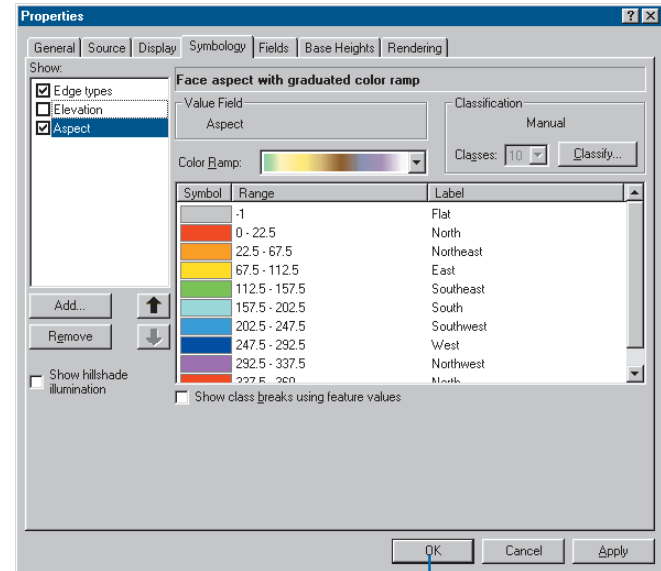 Properties
General Source Display Symbology Fields Base Heights Rendering
Show:
Edge types
Elevation
Aspect
Add...
Remove
Show hillshade
illumination
Face aspect with graduated color ramp
Value Field
Aspect
Classification
Manual
Classes: 10 Classify...
Color Ramp:
Symbol Range Label
-1 Flat
0 - 22.5 North
22.5 - 67.5 Northeast
67.5 - 112.5 East
112.5 - 157.5 Southeast
157.5 - 202.5 South
202.5 - 247.5 Southwest
247.5 - 292.5 West
292.5 - 337.5 Northwest
337.5 - 360 North
Show class breaks using feature values
OK Cancel Apply